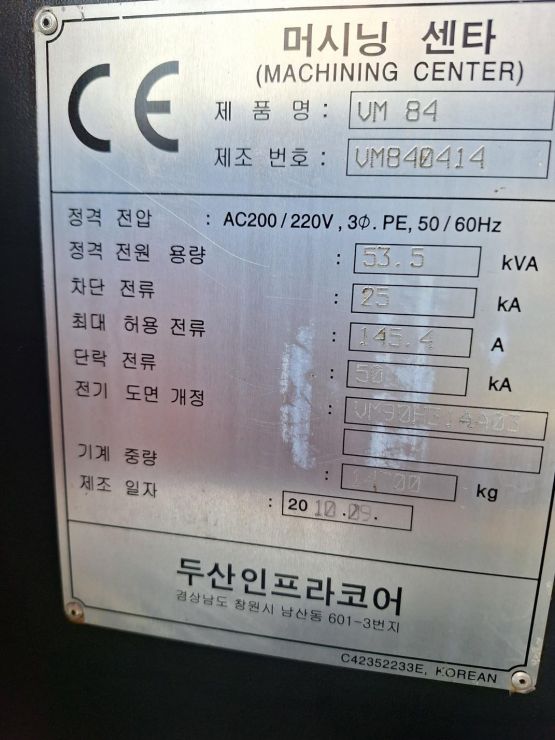 CE
머시닝 센타
(MACHINING CENTER)
제 품 명 : VM 84
제조 번호 : VM840414
정격 전압 : AC200 / 220V , 3Φ. PE, 50 / 60Hz
정격 전원 용량 : 53.5 kVA
차단 전류 : 25 kA
최대 허용 전류 : 145.4 A
단락 전류 : 50 kA
전기 도면 개정 :
기계 중량 : kg
제조 일자 : 20 10.09.
두산인프라코어
경상남도 창원시 남산동 601-3번지
C42352233E, KOREAN